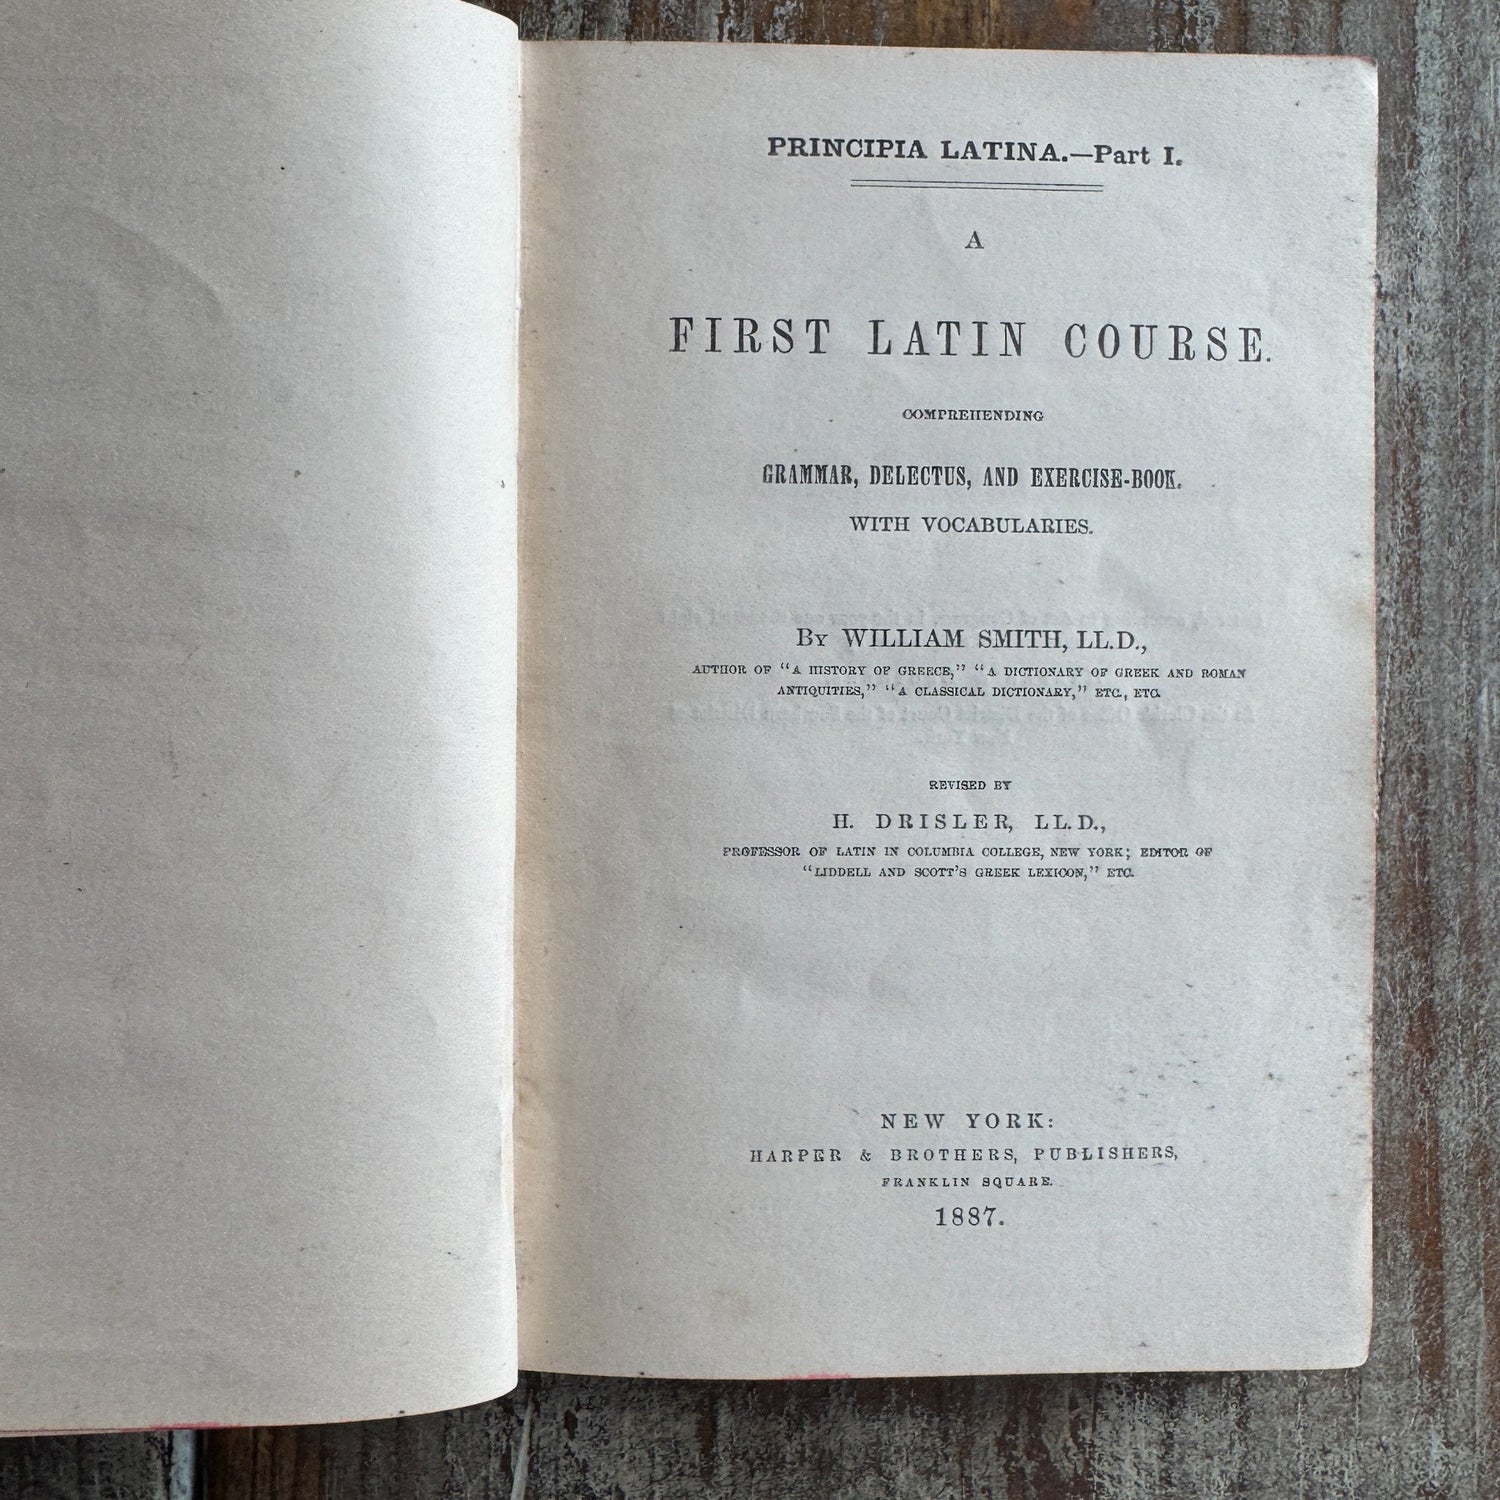 PRINCIPIA LATINA.—Part I.
A
FIRST LATIN COURSE.
COMPREHENDING
GRAMMAR, DELECTUS, AND EXERCISE-BOOK.
WITH VOCABULARIES.
By WILLIAM SMITH, LL.D.,
AUTHOR OF "A HISTORY OF GREECE," "A DICTIONARY OF GREEK AND ROMAN
ANTIQUITIES," "A CLASSICAL DICTIONARY," ETC., ETC.
REVISED BY
H. DRISLER, LL.D.,
PROFESSOR OF LATIN IN COLUMBIA COLLEGE, NEW YORK; EDITOR OF
"LIDDELL AND SCOTT'S GREEK LEXICON," ETC.
NEW YORK:
HARPER & BROTHERS, PUBLISHERS,
FRANKLIN SQUARE.
1887.